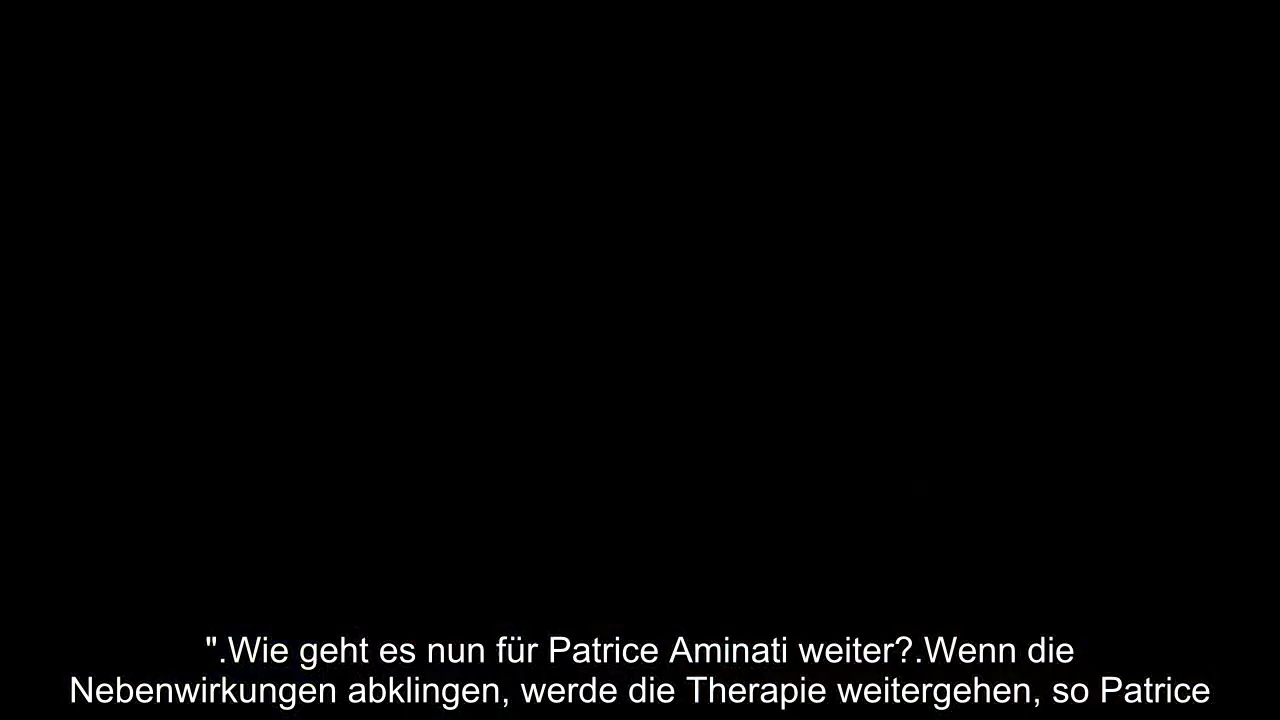 ".Wie geht es nun für Patrice Aminati weiter?.Wenn die
Nebenwirkungen abklingen, werde die Therapie weitergehen, so Patrice